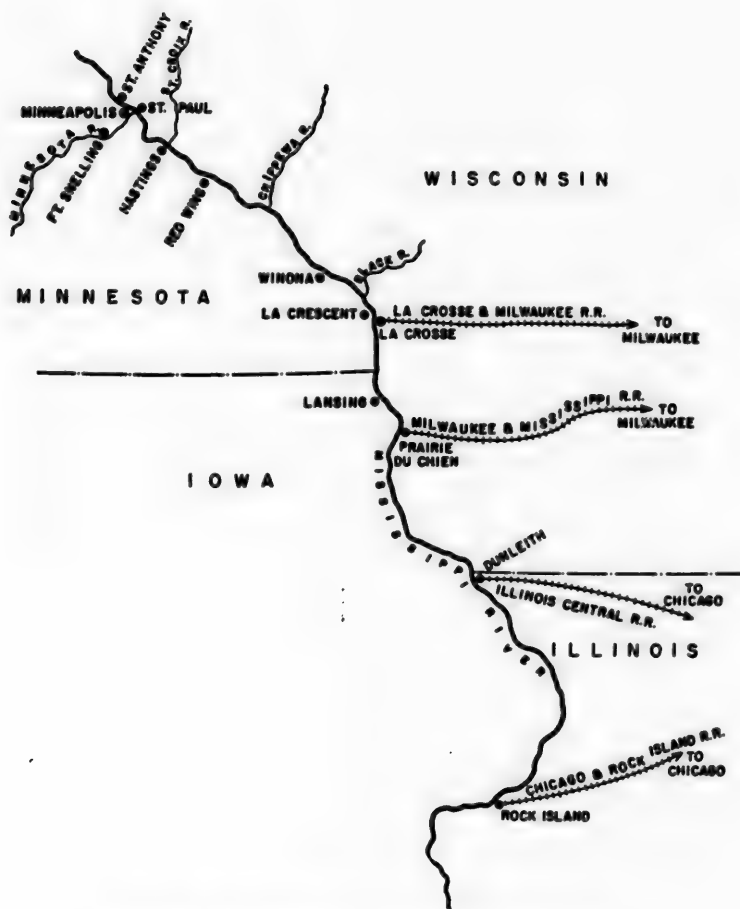 ST. ANTHONY
ST. CROIX R.
MINNEAPOLIS
ST. PAUL
MINNESOTA R.
FT. SNELLING
HASTINGS
RED WING
CHIPPEWA R.
WISCONSIN
BLACK R.
WINONA
MINNESOTA
LA CRESCENT
LA CROSSE & MILWAUKEE R.R.
TO
MILWAUKEE
LA CROSSE
LANSING
MILWAUKEE & MISSISSIPPI R.R.
TO
MILWAUKEE
PRAIRIE
DU CHIEN
IOWA
MISSISSIPPI RIVER
DUNLEITH
ILLINOIS CENTRAL R.R.
TO
CHICAGO
ILLINOIS
CHICAGO & ROCK ISLAND R.R.
TO
CHICAGO
ROCK ISLAND